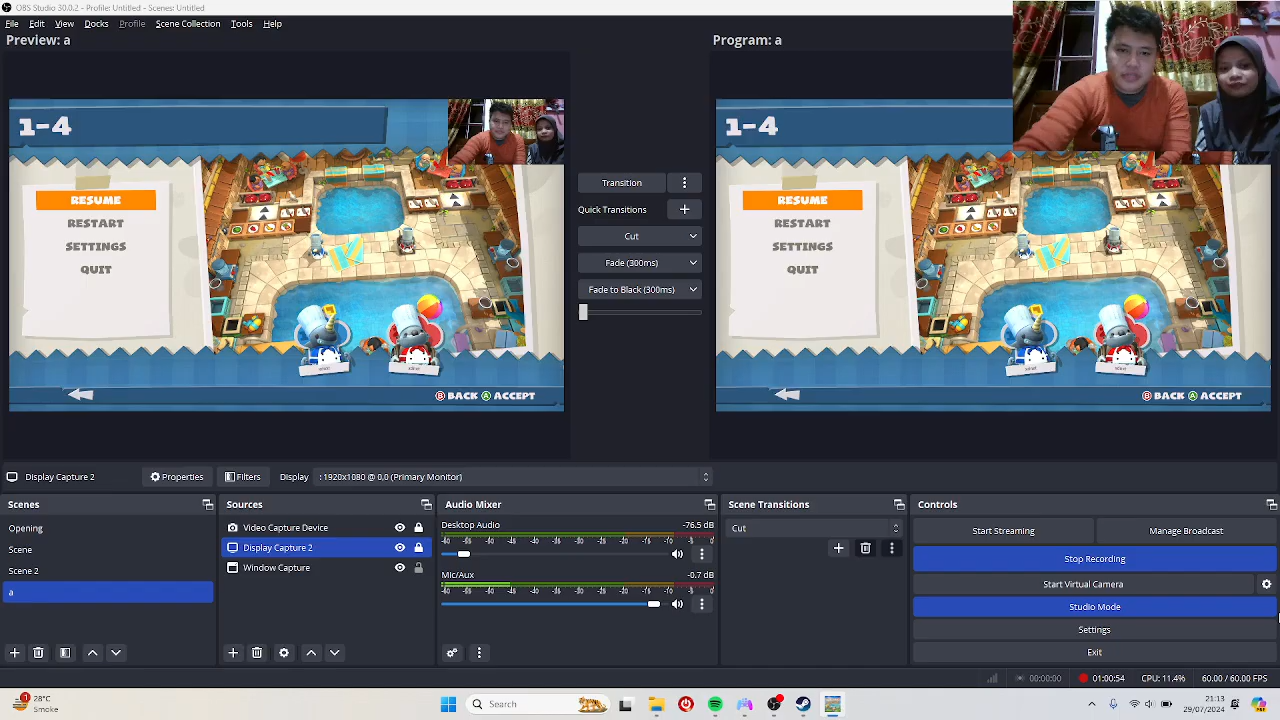 OBS Studio 30.0.2 - Profile: Untitled - Scenes: Untitled
File Edit View Docks Profile Scene Collection Tools Help
Preview: a
Program: a
1-4
RESUME
RESTART
SETTINGS
QUIT
BACK ACCEPT
Transition
Quick Transitions
Cut
Fade (300ms)
Fade to Black (300ms)
1-4
RESUME
RESTART
SETTINGS
QUIT
BACK ACCEPT
Display Capture 2 Properties Filters Display : 1920x1080 @ 0,0 (Primary Monitor)
Scenes
Opening
Scene
Scene 2
a
Sources
Video Capture Device
Display Capture 2
Window Capture
Audio Mixer
Desktop Audio -76.5 dB
Mic/Aux -0.7 dB
Scene Transitions
Cut
Controls
Start Streaming Manage Broadcast
Stop Recording
Start Virtual Camera
Studio Mode
Settings
Exit
00:00:00 01:00:54 CPU: 11.4% 60.00 / 60.00 FPS
28°C
Smoke
Search
21:13
29/07/2024